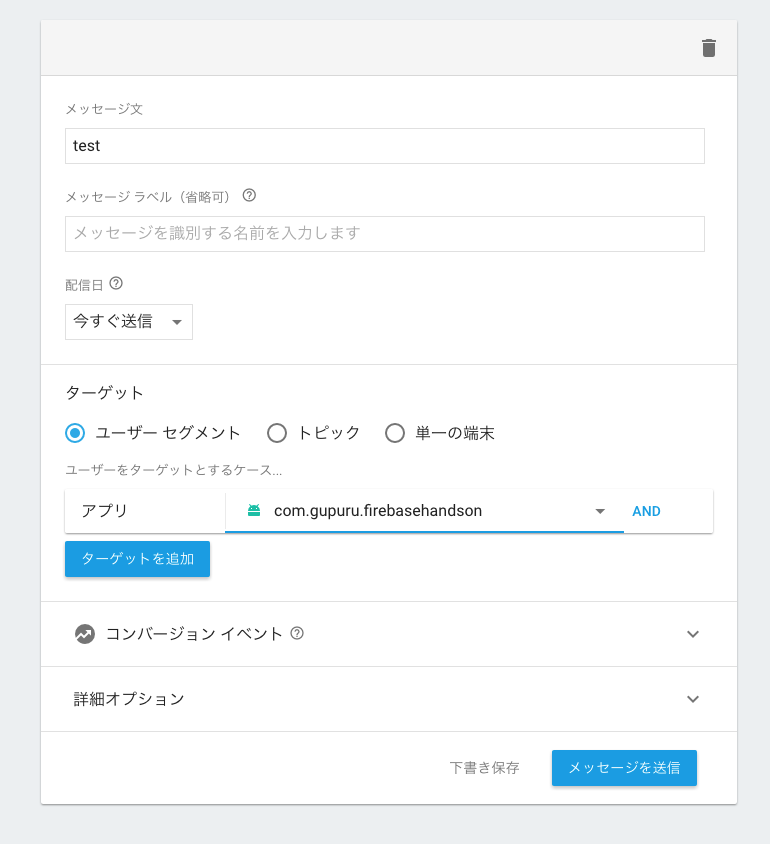 メッセージ文
test
メッセージ ラベル（省略可）
メッセージを識別する名前を入力します
配信日
今すぐ送信
ターゲット
ユーザー セグメント トピック 単一の端末
ユーザーをターゲットとするケース...
アプリ com.gupuru.firebasehandson AND
ターゲットを追加
コンバージョン イベント
詳細オプション
下書き保存 メッセージを送信